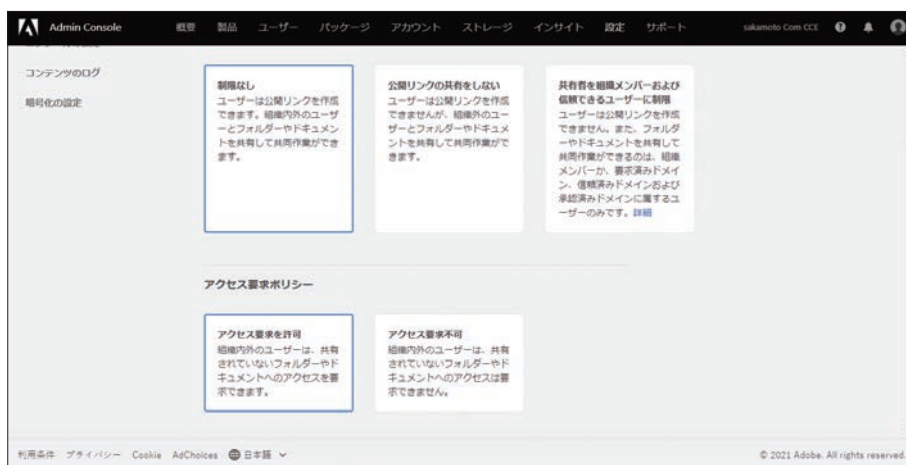 Admin Console 概要 製品 ユーザー パッケージ アカウント ストレージ インサイト 設定 サポート sakamoto Com CCE
コンテンツのログ
暗号化の設定
制限なし
ユーザーは公開リンクを作成
できます。組織内外のユーザ
ーとフォルダーやドキュメン
トを共有して共同作業ができ
ます。
公開リンクの共有をしない
ユーザーは公開リンクを作成
できませんが、組織外のユー
ザーとフォルダーやドキュメ
ントを共有して共同作業がで
きます。
共有者を組織メンバーおよび
信頼できるユーザーに制限
ユーザーは公開リンクを作成
できません。また、フォルダ
ーやドキュメントを共有して
共同作業ができるのは、組織
メンバーか、要求済みドメイ
ン、信頼済みドメインおよび
承認済みドメインに属するユ
ーザーのみです。詳細
アクセス要求ポリシー
アクセス要求を許可
組織内外のユーザーは、共有
されていないフォルダーやド
キュメントへのアクセスを要
求できます。
アクセス要求不可
組織内外のユーザーは、共有
されていないフォルダーやド
キュメントへのアクセスは要
求できません。
利用条件 プライバシー Cookie AdChoices 日本語 © 2021 Adobe. All rights reserved.